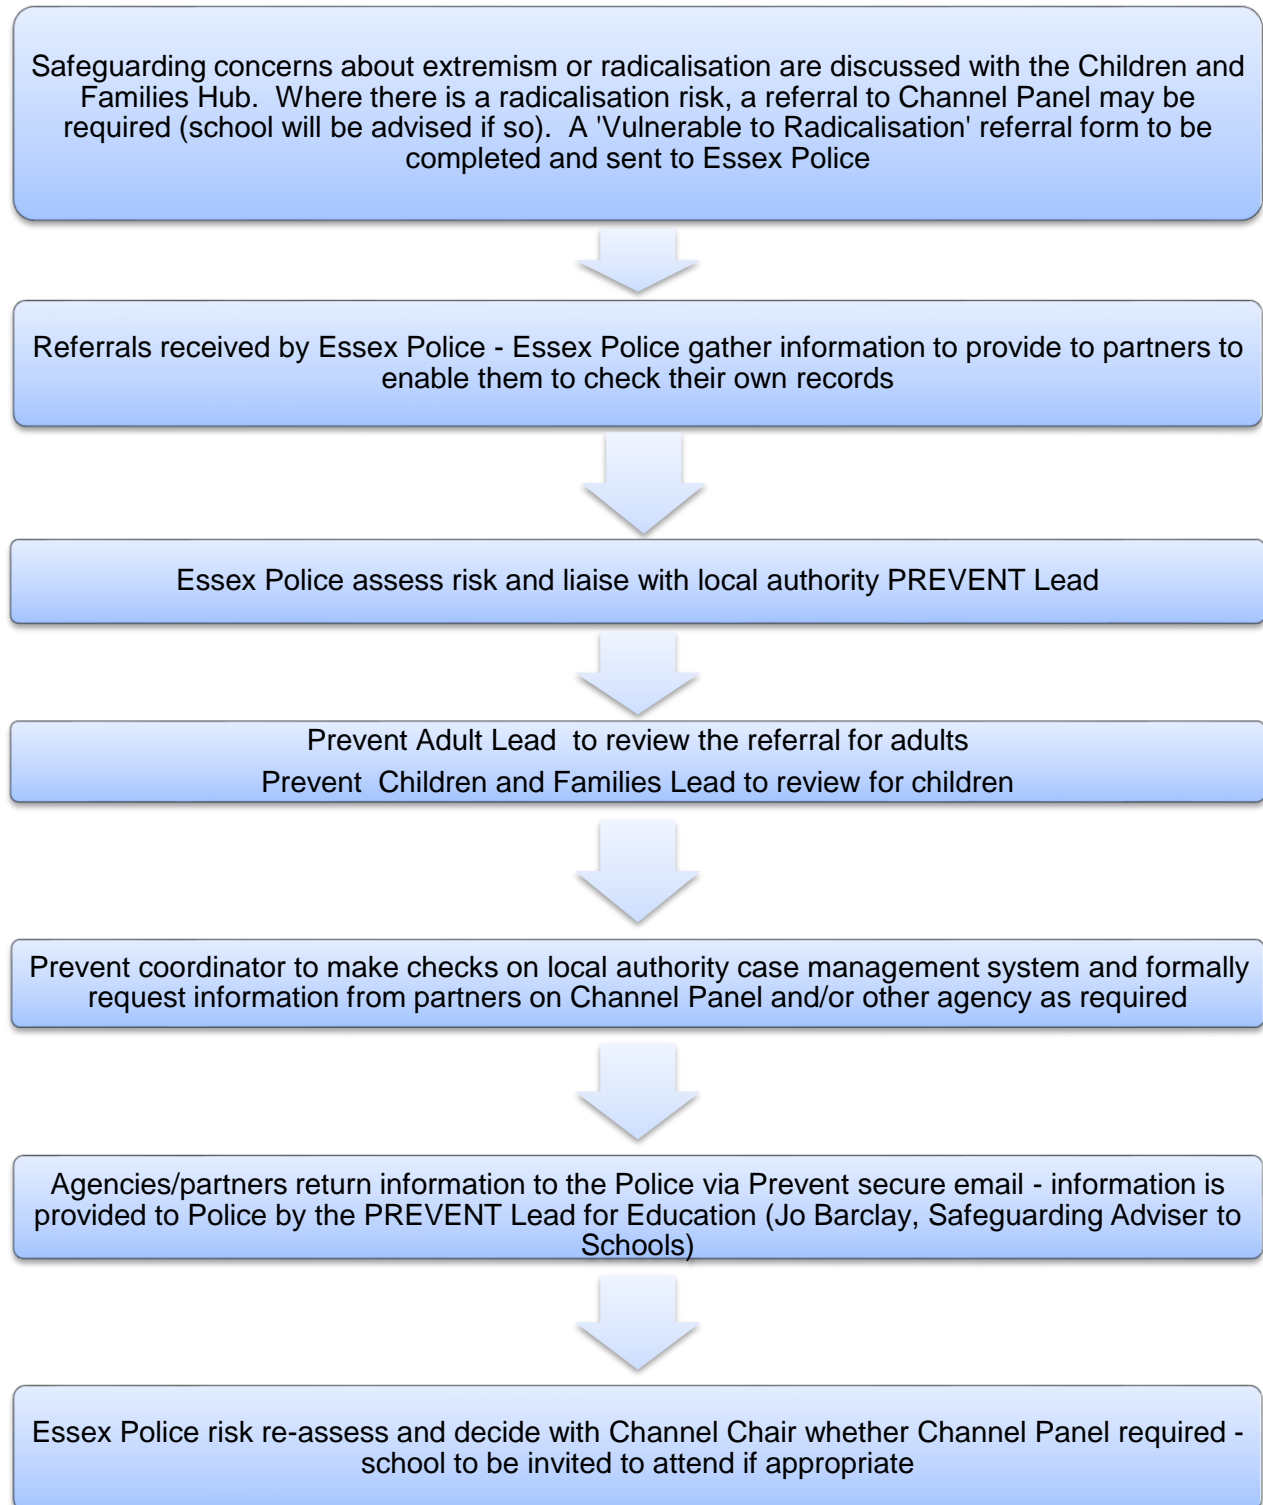 Safeguarding concerns about extremism or radicalisation are discussed with the Children and
Families Hub.  Where there is a radicalisation risk, a referral to Channel Panel may be
required (school will be advised if so).  A 'Vulnerable to Radicalisation' referral form to be
completed and sent to Essex Police
Referrals received by Essex Police - Essex Police gather information to provide to partners to
enable them to check their own records
Essex Police assess risk and liaise with local authority PREVENT Lead
Prevent Adult Lead  to review the referral for adults
Prevent  Children and Families Lead to review for children
Prevent coordinator to make checks on local authority case management system and formally
request information from partners on Channel Panel and/or other agency as required
Agencies/partners return information to the Police via Prevent secure email - information is
provided to Police by the PREVENT Lead for Education (Jo Barclay, Safeguarding Adviser to
Schools)
Essex Police risk re-assess and decide with Channel Chair whether Channel Panel required -
school to be invited to attend if appropriate